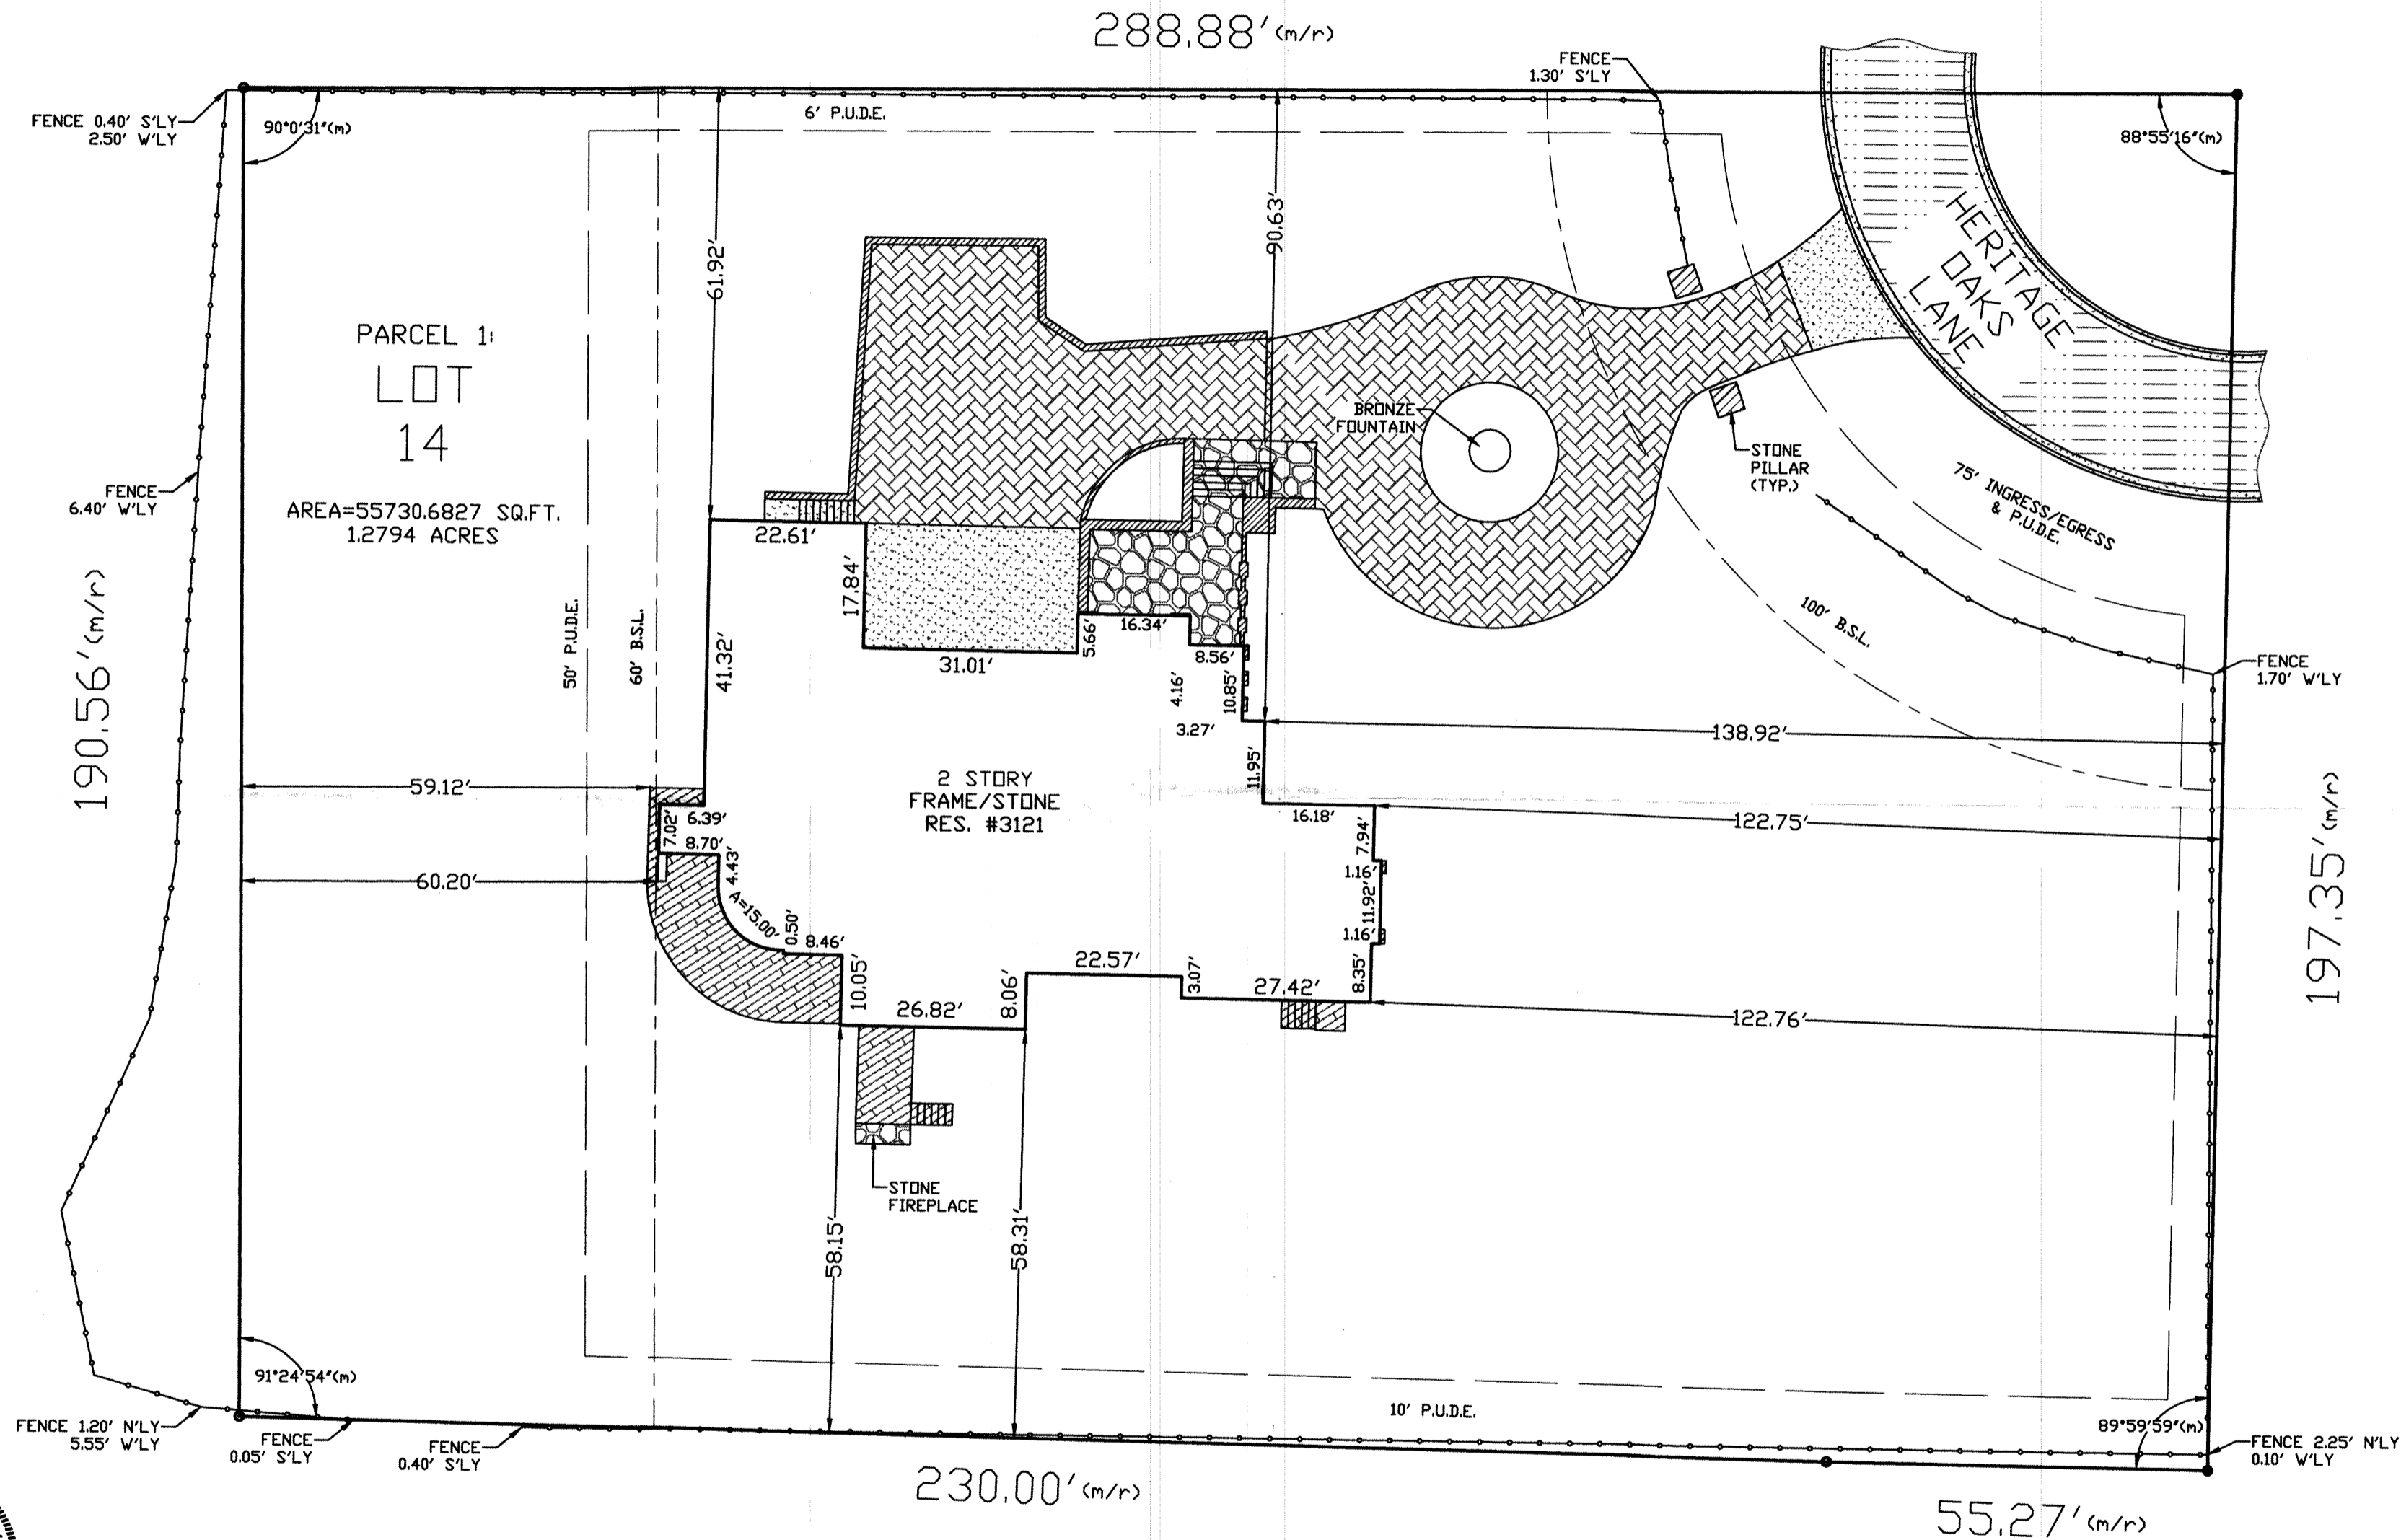 288.88'(m/r)
FENCE
1.30' S'LY
FENCE 0.40' S'LY
2.50' W'LY
90°0'31"(m)
6' P.U.D.E.
88°55'16"(m)
61.92'
90.63'
HERITAGE
OAKS
LANE
PARCEL 1:
LOT
14
AREA=55730.6827 SQ.FT.
1.2794 ACRES
FENCE
6.40' W'LY
BRONZE
FOUNTAIN
STONE
PILLAR
(TYP.)
75' INGRESS/EGRESS
& P.U.D.E.
100' B.S.L.
22.61'
17.84'
31.01'
5.66'
16.34'
8.56'
4.16'
10.85'
3.27'
50' P.U.D.E.
60' B.S.L.
41.32'
FENCE
1.70' W'LY
138.92'
11.95'
190.56'(m/r)
59.12'
2 STORY
FRAME/STONE
RES. #3121
16.18'
122.75'
7.02'
6.39'
8.70'
4.43'
7.94'
1.16'
11.92'
1.16'
8.35'
60.20'
A=15.00'
0.50'
8.46'
10.05'
26.82'
8.06'
22.57'
3.07'
27.42'
122.76'
197.35'(m/r)
STONE
FIREPLACE
58.15'
58.31'
91°24'54"(m)
10' P.U.D.E.
89°59'59"(m)
FENCE 1.20' N'LY
5.55' W'LY
FENCE
0.05' S'LY
FENCE
0.40' S'LY
FENCE 2.25' N'LY
0.10' W'LY
230.00'(m/r)
55.27'(m/r)